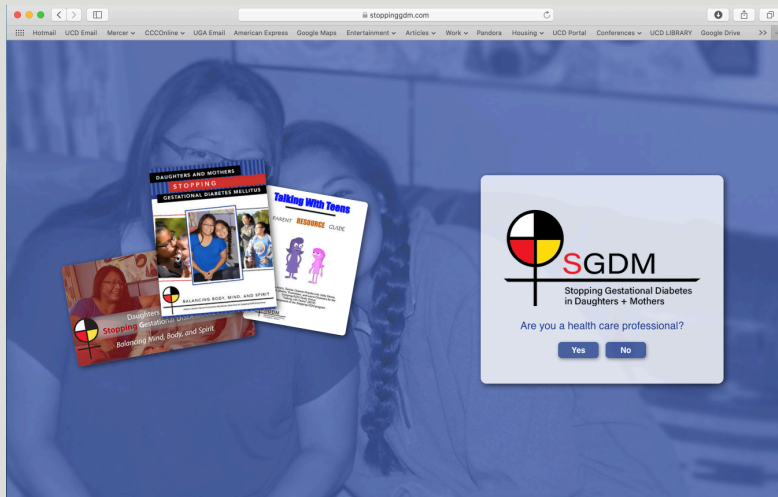 stoppinggdm.com
Hotmail UCD Email Mercer CCCOnline UGA Email American Express Google Maps Entertainment Articles Work Pandora Housing UCD Portal Conferences UCD LIBRARY Google Drive >>
DAUGHTERS AND MOTHERS
STOPPING
GESTATIONAL DIABETES MELLITUS
BALANCING BODY, MIND, AND SPIRIT
Talking With Teens
PARENT RESOURCE GUIDE
SGDM
Daughters
Stopping Gestational
Balancing Mind, Body, and Spirit
SGDM
Stopping Gestational Diabetes
in Daughters + Mothers
Are you a health care professional?
Yes No